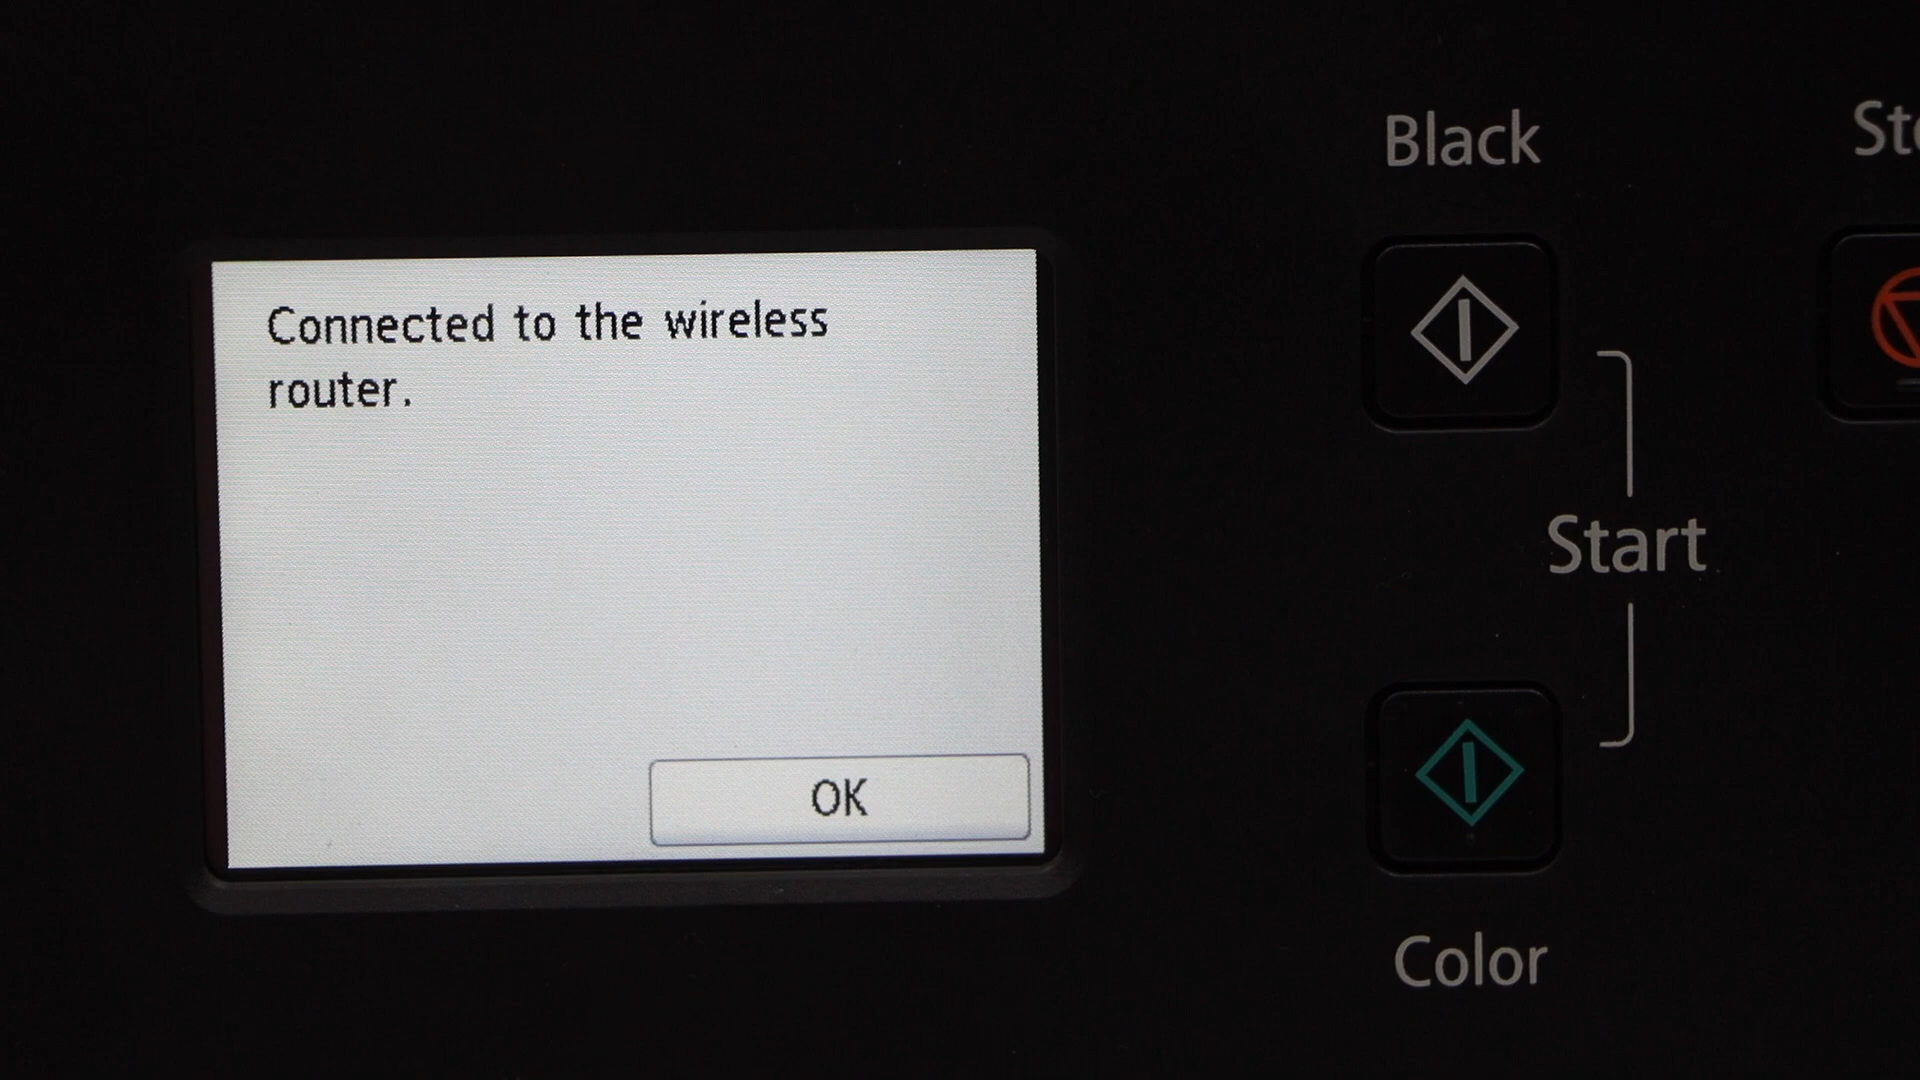 Connected to the wireless
router.
OK
Black
Start
Color